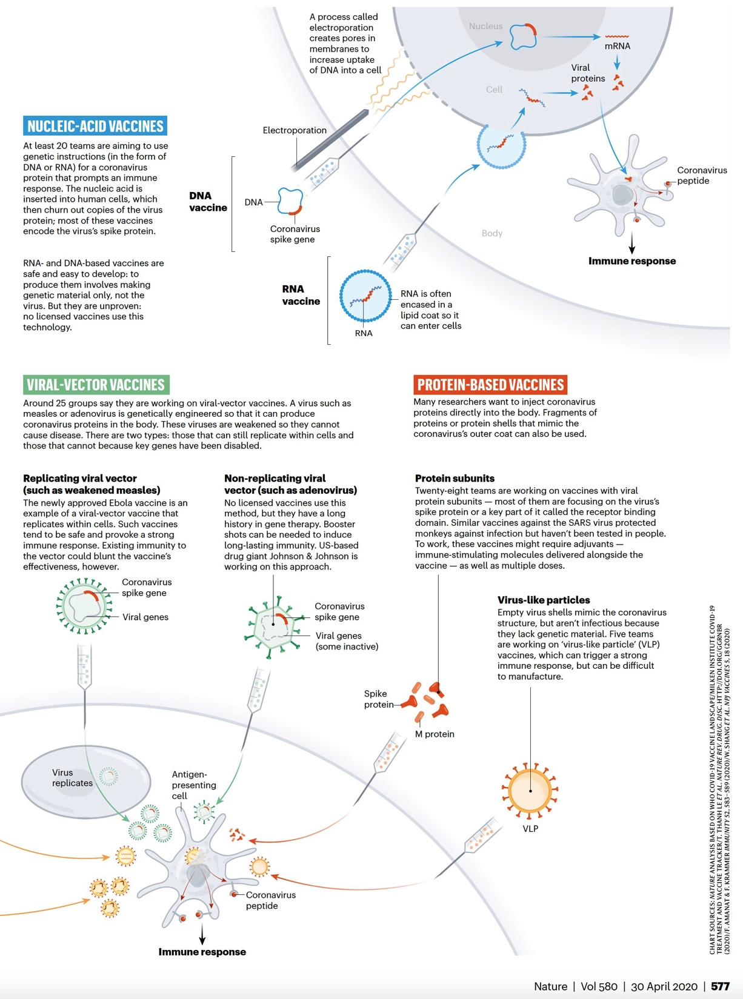 A process called
electroporation
creates pores in
membranes to
increase uptake
of DNA into a cell
Nucleus
mRNA
Viral
proteins
Cell
NUCLEIC-ACID VACCINES
At least 20 teams are aiming to use
genetic instructions (in the form of
DNA or RNA) for a coronavirus
protein that prompts an immune
response. The nucleic acid is
inserted into human cells, which
then churn out copies of the virus
protein; most of these vaccines
encode the virus’s spike protein.
RNA- and DNA-based vaccines are
safe and easy to develop: to
produce them involves making
genetic material only, not the
virus. But they are unproven:
no licensed vaccines use this
technology.
Electroporation
DNA
vaccine
DNA
Coronavirus
spike gene
Coronavirus
peptide
Body
Immune response
RNA
vaccine
RNA is often
encased in a
lipid coat so it
can enter cells
RNA
VIRAL-VECTOR VACCINES
Around 25 groups say they are working on viral-vector vaccines. A virus such as
measles or adenovirus is genetically engineered so that it can produce
coronavirus proteins in the body. These viruses are weakened so they cannot
cause disease. There are two types: those that can still replicate within cells and
those that cannot because key genes have been disabled.
Replicating viral vector
(such as weakened measles)
The newly approved Ebola vaccine is an
example of a viral-vector vaccine that
replicates within cells. Such vaccines
tend to be safe and provoke a strong
immune response. Existing immunity to
the vector could blunt the vaccine’s
effectiveness, however.
Coronavirus
spike gene
Viral genes
Non-replicating viral
vector (such as adenovirus)
No licensed vaccines use this
method, but they have a long
history in gene therapy. Booster
shots can be needed to induce
long-lasting immunity. US-based
drug giant Johnson & Johnson is
working on this approach.
Coronavirus
spike gene
Viral genes
(some inactive)
PROTEIN-BASED VACCINES
Many researchers want to inject coronavirus
proteins directly into the body. Fragments of
proteins or protein shells that mimic the
coronavirus’s outer coat can also be used.
Protein subunits
Twenty-eight teams are working on vaccines with viral
protein subunits — most of them are focusing on the virus’s
spike protein or a key part of it called the receptor binding
domain. Similar vaccines against the SARS virus protected
monkeys against infection but haven’t been tested in people.
To work, these vaccines might require adjuvants —
immune-stimulating molecules delivered alongside the
vaccine — as well as multiple doses.
Virus-like particles
Empty virus shells mimic the coronavirus
structure, but aren’t infectious because
they lack genetic material. Five teams
are working on ‘virus-like particle’ (VLP)
vaccines, which can trigger a strong
immune response, but can be difficult
to manufacture.
Spike
protein
M protein
VLP
Virus
replicates
Antigen-
presenting
cell
Coronavirus
peptide
Immune response
CHART SOURCES: NATURE ANALYSIS BASED ON WHO COVID-19 VACCINE LANDSCAPE/MILKEN INSTITUTE COVID-19
TREATMENT AND VACCINE TRACKER/T. THANH LE ET AL. NATURE REV. DRUG. DISC. HTTP://DOI.ORG/GGRNBR
(2020)/F. AMANAT & F. KRAMMER IMMUNITY 52, 583–589 (2020)/W. SHANG ET AL. NPJ VACCINES 5, 18 (2020)
Nature | Vol 580 | 30 April 2020 | 577